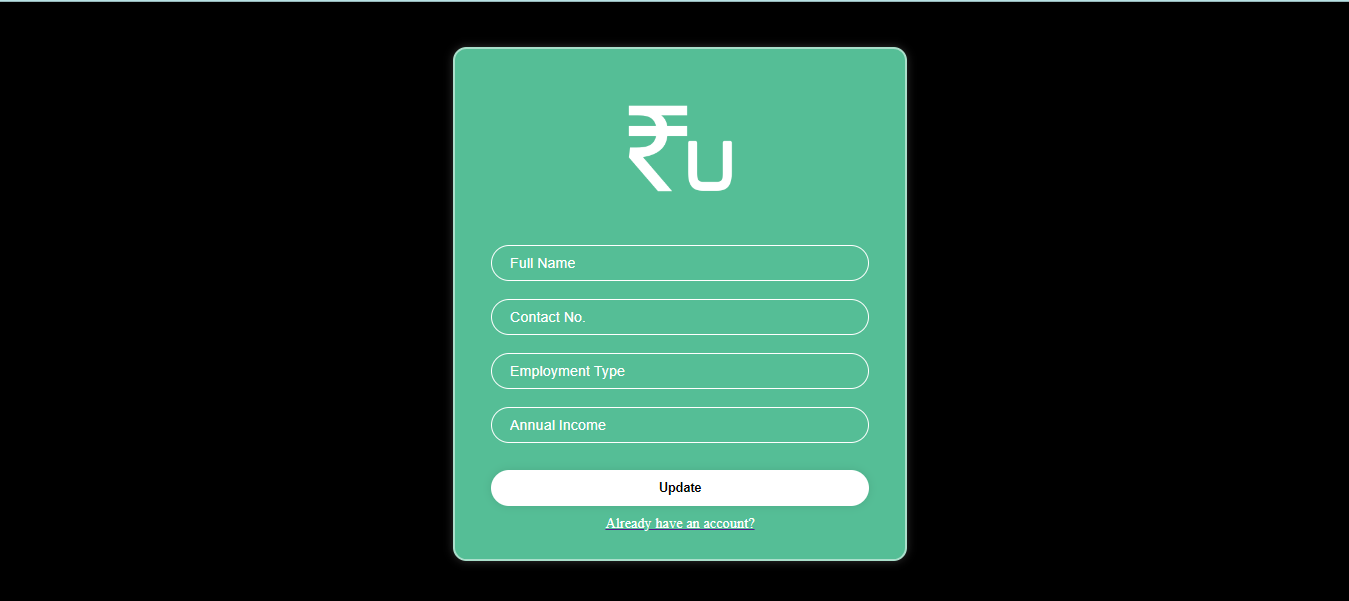 ₹u
Full Name
Contact No.
Employment Type
Annual Income
Update
Already have an account?